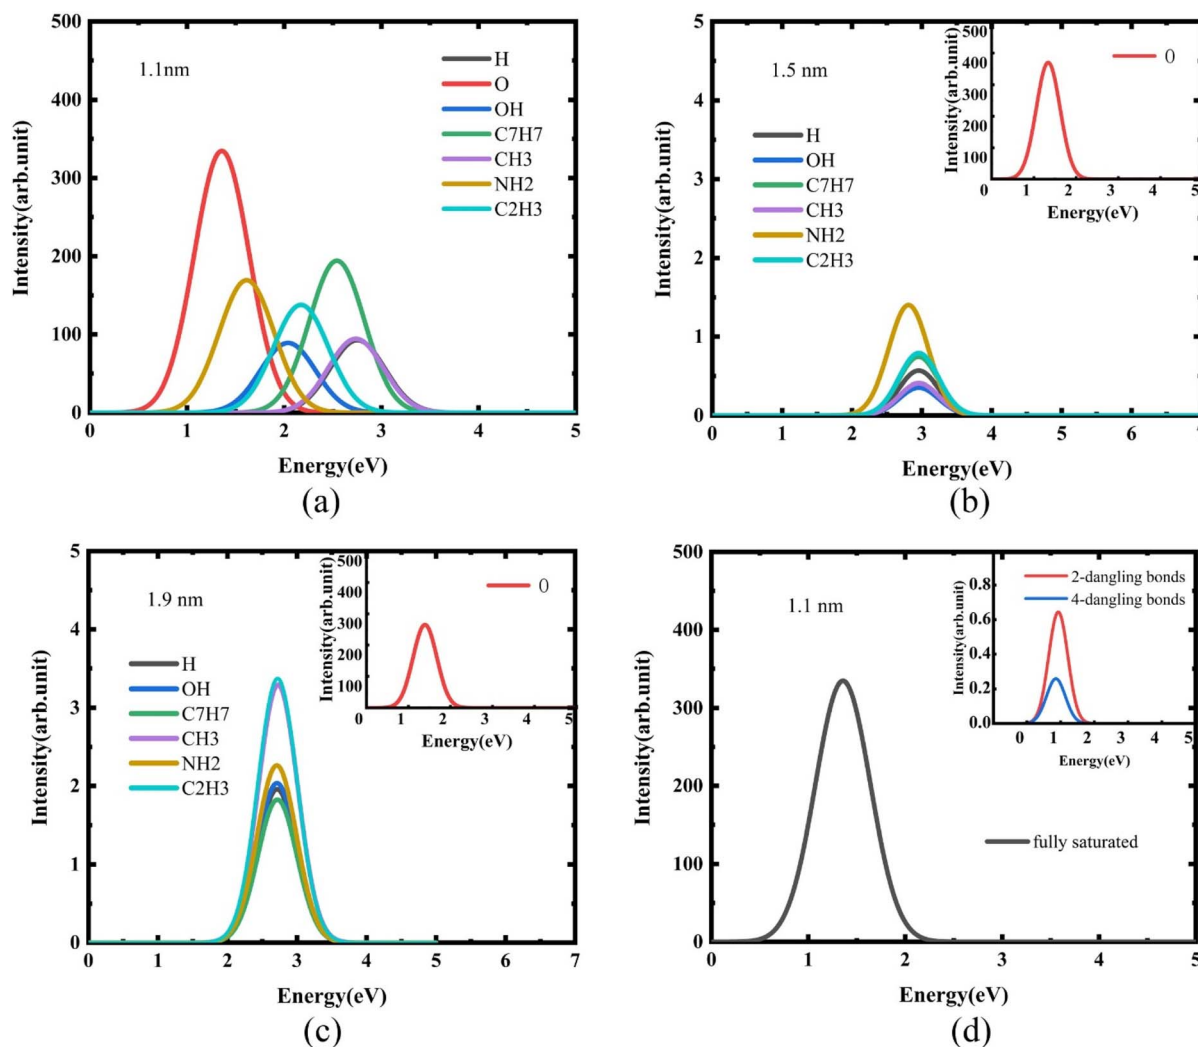 500
400
300
200
100
0
Intensity(arb.unit)
1.1nm
H
O
OH
C7H7
CH3
NH2
C2H3
0 1 2 3 4 5
Energy(eV)
(a)
5
4
3
2
1
0
Intensity(arb.unit)
1.5 nm
H
OH
C7H7
CH3
NH2
C2H3
500
400
300
200
100
Intensity(arb.unit)
O
0 1 2 3 4 5
Energy(eV)
0 1 2 3 4 5 6 7
Energy(eV)
(b)
5
4
3
2
1
0
Intensity(arb.unit)
1.9 nm
H
OH
C7H7
CH3
NH2
C2H3
500
400
300
200
100
Intensity(arb.unit)
O
0 1 2 3 4 5
Energy(eV)
0 1 2 3 4 5 6 7
Energy(eV)
(c)
500
400
300
200
100
0
Intensity(arb.unit)
1.1 nm
0.8
0.6
0.4
0.2
0.0
Intensity(arb.unit)
2-dangling bonds
4-dangling bonds
0 1 2 3 4 5
Energy(eV)
fully saturated
0 1 2 3 4 5
Energy(eV)
(d)